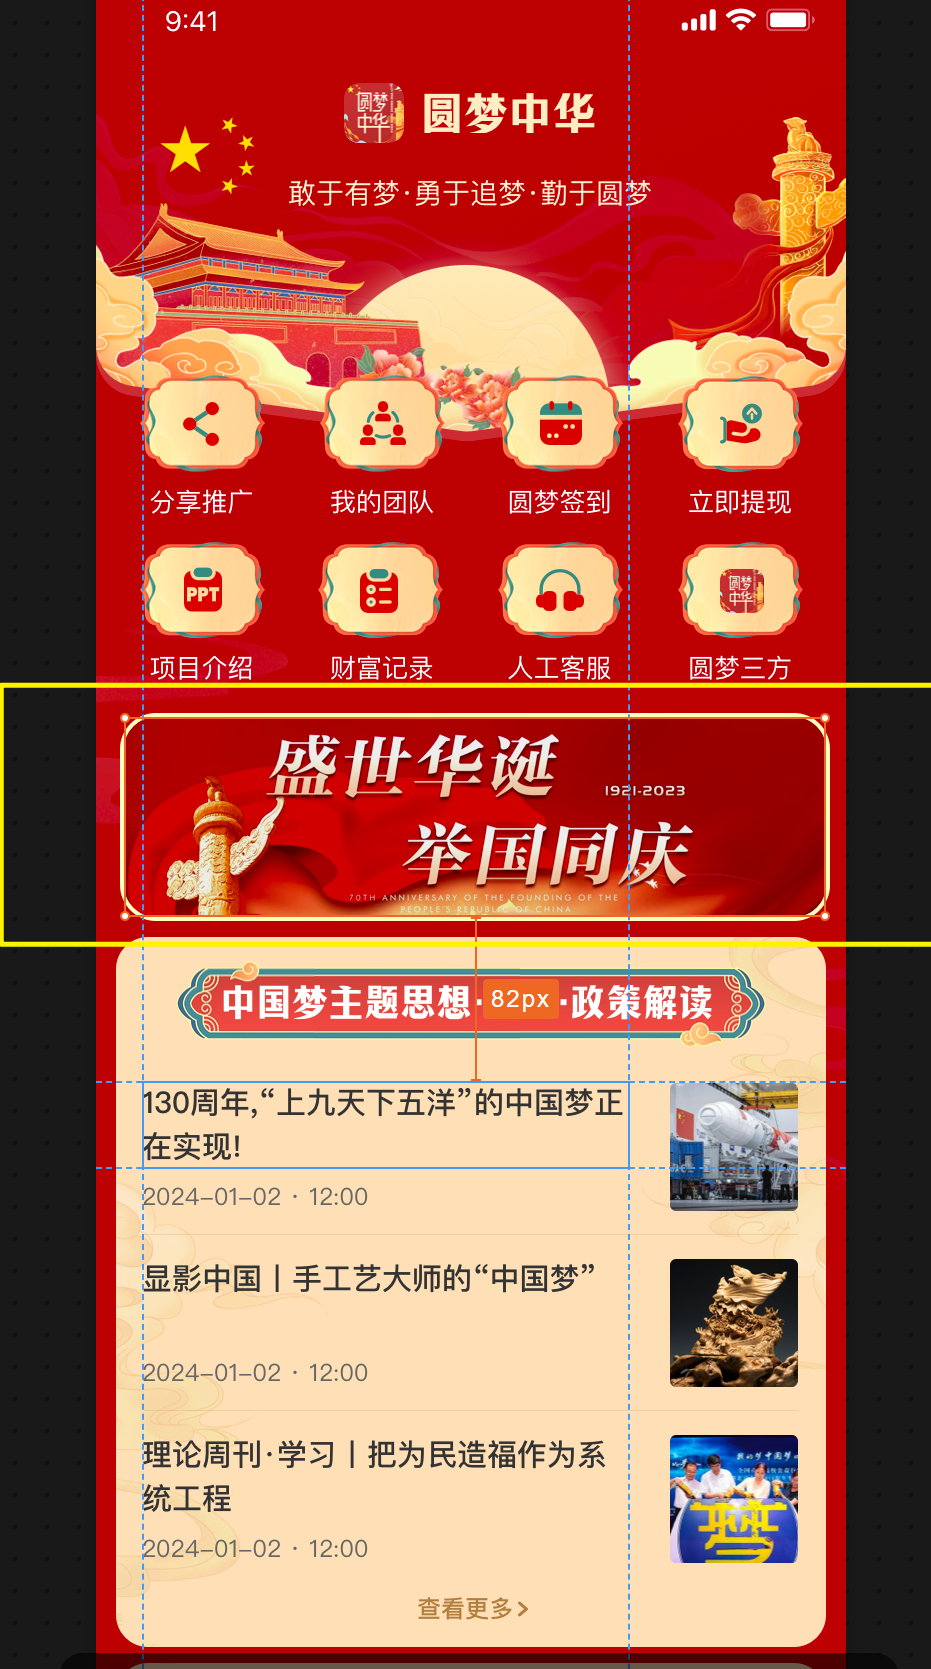 9:41
圆梦中华
圆梦中华
敢于有梦·勇于追梦·勤于圆梦
分享推广
我的团队
圆梦签到
立即提现
PPT
圆梦中华
项目介绍
财富记录
人工客服
圆梦三方
盛世华诞
1921-2023
举国同庆
70TH ANNIVERSARY OF THE FOUNDING OF THE
PEOPLE'S REPUBLIC OF CHINA
中国梦主题思想·
82px
·政策解读
130周年,“上九天下五洋”的中国梦正
在实现!
2024-01-02 · 12:00
显影中国丨手工艺大师的“中国梦”
2024-01-02 · 12:00
理论周刊·学习丨把为民造福作为系
统工程
2024-01-02 · 12:00
梦
查看更多>